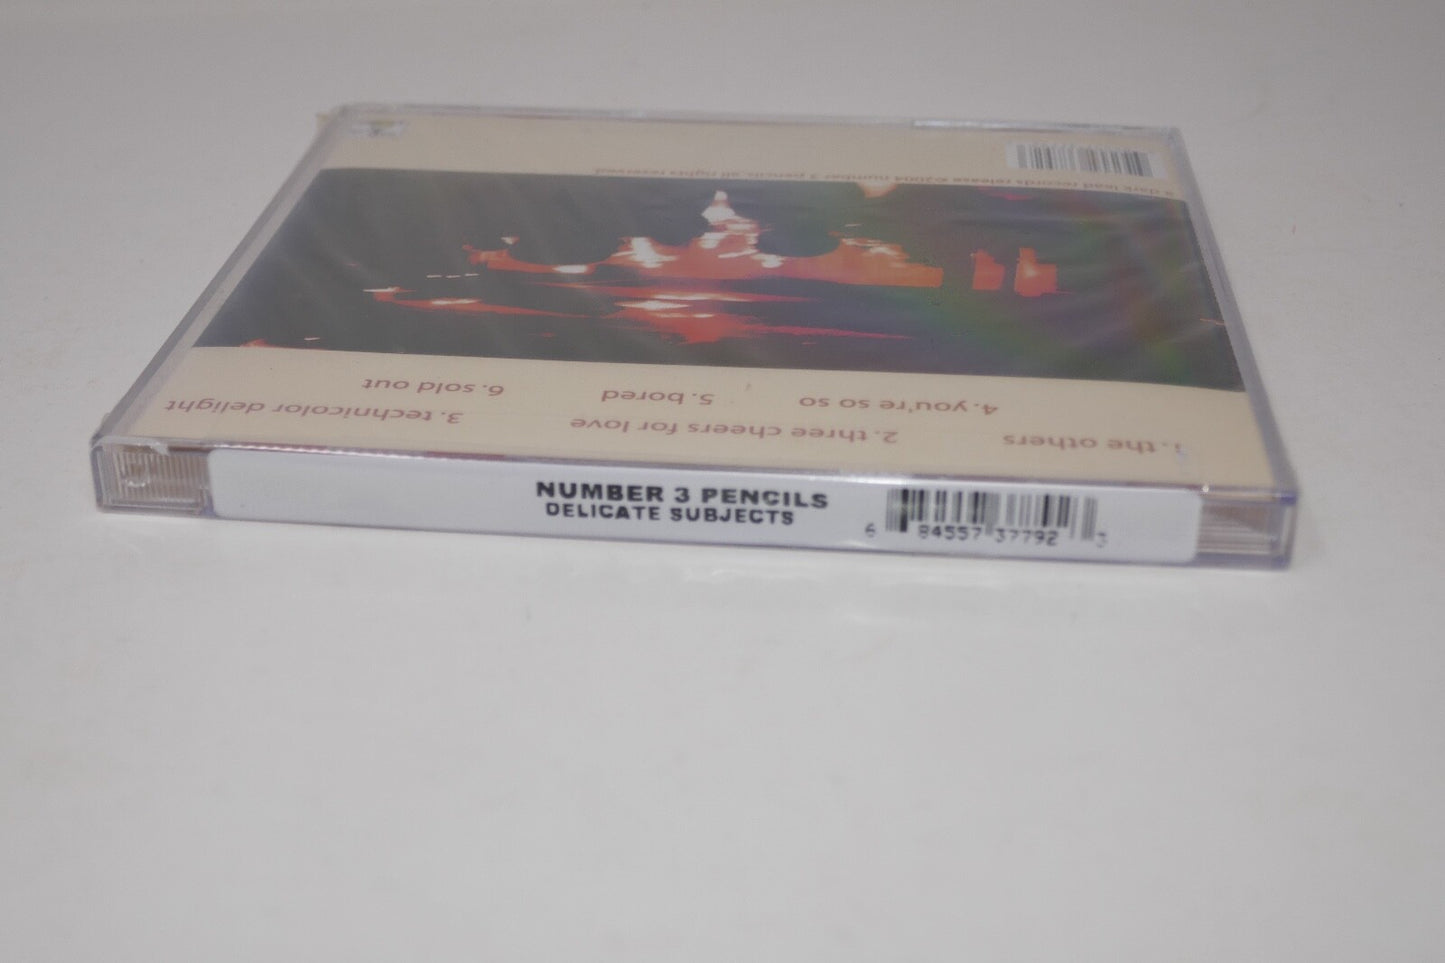 NUMBER 3 PENCILS
DELICATE SUBJECTS
6 84557 37792 3
1. the others 2. three cheers for love 3. technicolor delight
4. you're so so 5. bored 6. sold out
a dark lead records release ©2004 number 3 pencils. all rights reserved.